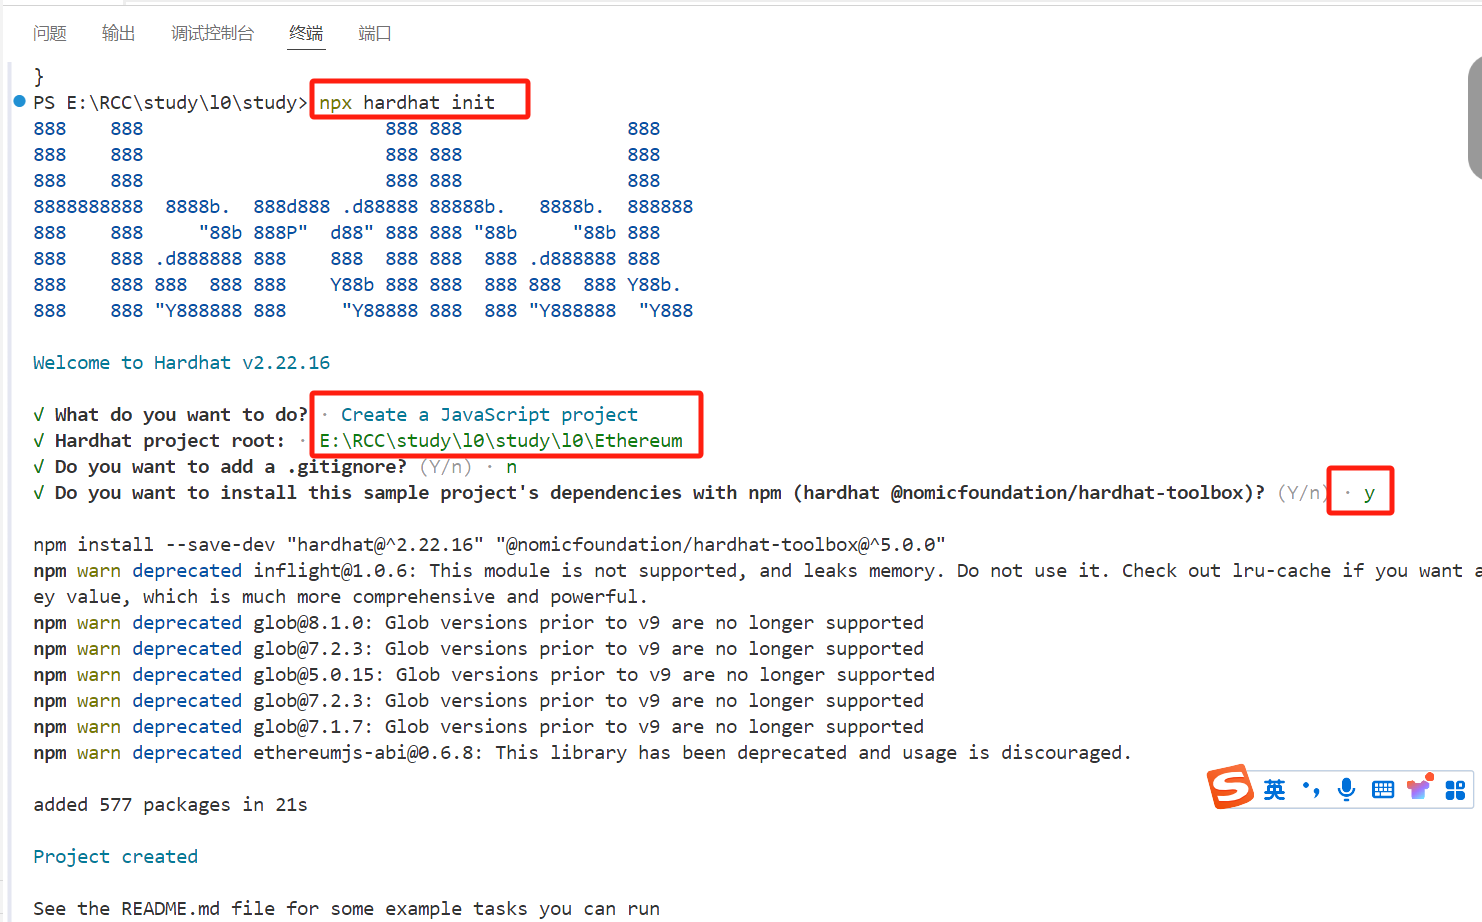 问题 输出 调试控制台 终端 端口
}
PS E:\RCC\study\l0\study> npx hardhat init
888    888                      888 888               888
888    888                      888 888               888
888    888                      888 888               888
8888888888  8888b.  888d888 .d88888 88888b.   8888b.  888888
888    888     "88b 888P"  d88" 888 888 "88b     "88b 888
888    888 .d888888 888    888  888 888  888 .d888888 888
888    888 888  888 888    Y88b 888 888  888 888  888 Y88b.
888    888 "Y888888 888     "Y88888 888  888 "Y888888  "Y888
Welcome to Hardhat v2.22.16
√ What do you want to do? · Create a JavaScript project
√ Hardhat project root: · E:\RCC\study\l0\study\l0\Ethereum
√ Do you want to add a .gitignore? (Y/n) · n
√ Do you want to install this sample project's dependencies with npm (hardhat @nomicfoundation/hardhat-toolbox)? (Y/n) · y
npm install --save-dev "hardhat@^2.22.16" "@nomicfoundation/hardhat-toolbox@^5.0.0"
npm warn deprecated inflight@1.0.6: This module is not supported, and leaks memory. Do not use it. Check out lru-cache if you want a
ey value, which is much more comprehensive and powerful.
npm warn deprecated glob@8.1.0: Glob versions prior to v9 are no longer supported
npm warn deprecated glob@7.2.3: Glob versions prior to v9 are no longer supported
npm warn deprecated glob@5.0.15: Glob versions prior to v9 are no longer supported
npm warn deprecated glob@7.2.3: Glob versions prior to v9 are no longer supported
npm warn deprecated glob@7.1.7: Glob versions prior to v9 are no longer supported
npm warn deprecated ethereumjs-abi@0.6.8: This library has been deprecated and usage is discouraged.
英
added 577 packages in 21s
Project created
See the README.md file for some example tasks you can run